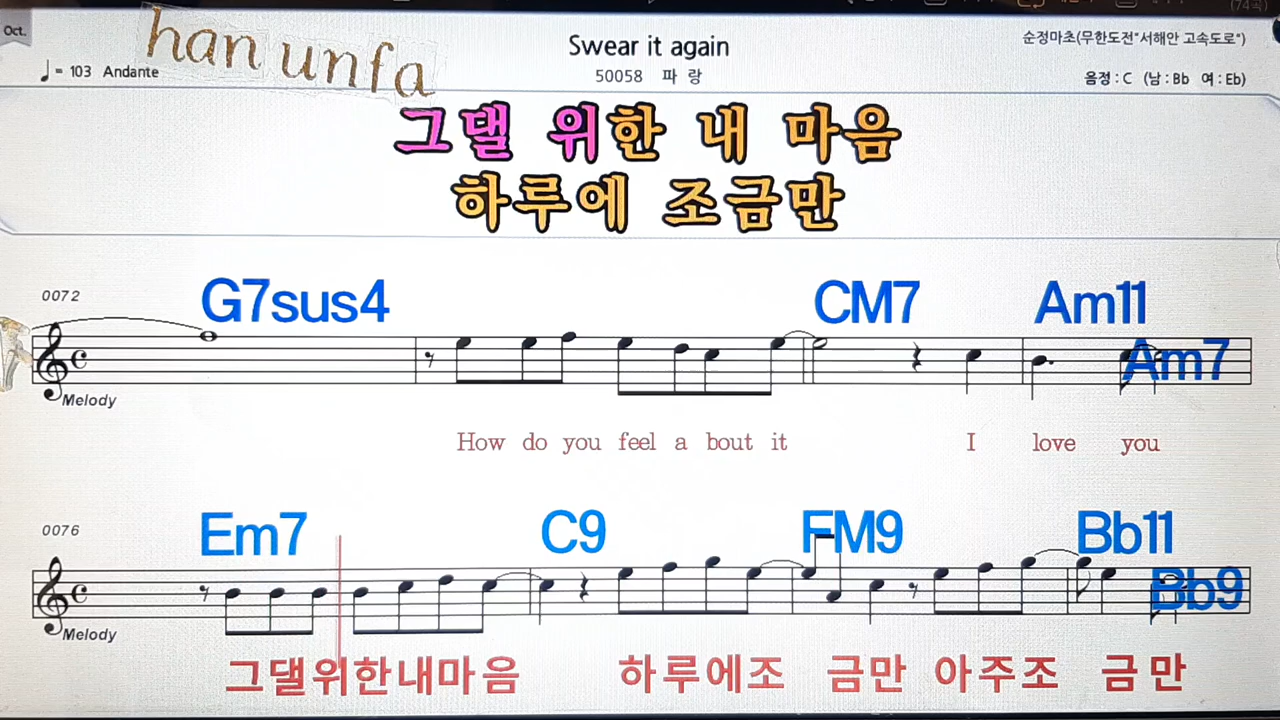 (74곡)
Oct.
han unfa
Swear it again
순정마초(무한도전"서해안 고속도로")
= 103 Andante
50058 파 랑
음정 : C (남 : Bb 여 : Eb)
그댈 위한 내 마음
하루에 조금만
0072
G7sus4 CM7 Am11
Am7
Melody
How do you feel a bout it I love you
0076
Em7 C9 FM9 Bb11
Bb9
Melody
그댈위한내마음 하루에조 금만 아주조 금만